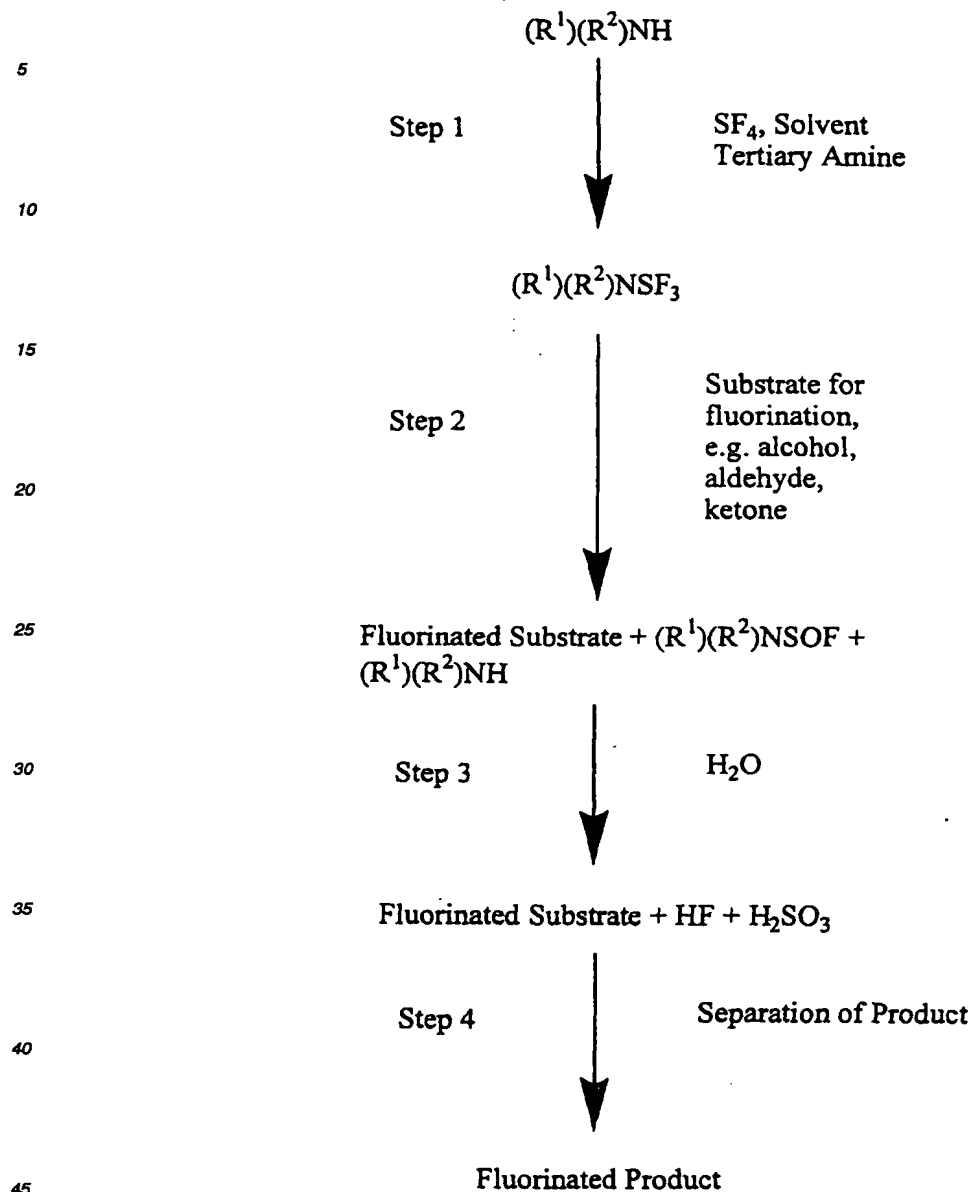 (R¹)(R²)NH
5
Step 1
SF₄, Solvent
Tertiary Amine
10
(R¹)(R²)NSF₃
15
Substrate for
Step 2
fluorination,
e.g. alcohol,
aldehyde,
20
ketone
25
Fluorinated Substrate + (R¹)(R²)NSOF +
(R¹)(R²)NH
30
Step 3
H₂O
35
Fluorinated Substrate + HF + H₂SO₃
Step 4
Separation of Product
40
Fluorinated Product
45